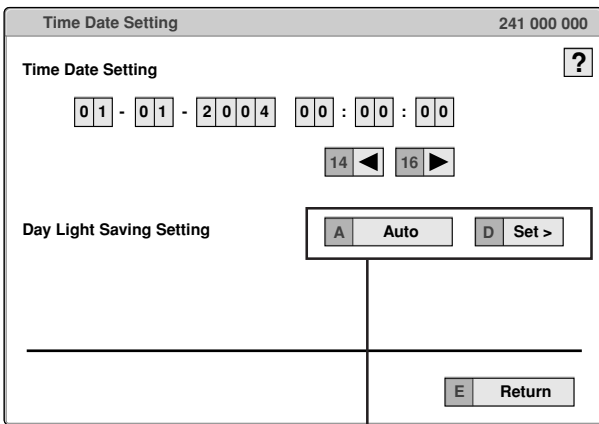 Time Date Setting 241 000 000
Time Date Setting ?
01 - 01 - 2004 00 : 00 : 00
14 ◀ 16 ▶
Day Light Saving Setting A Auto D Set >
E Return